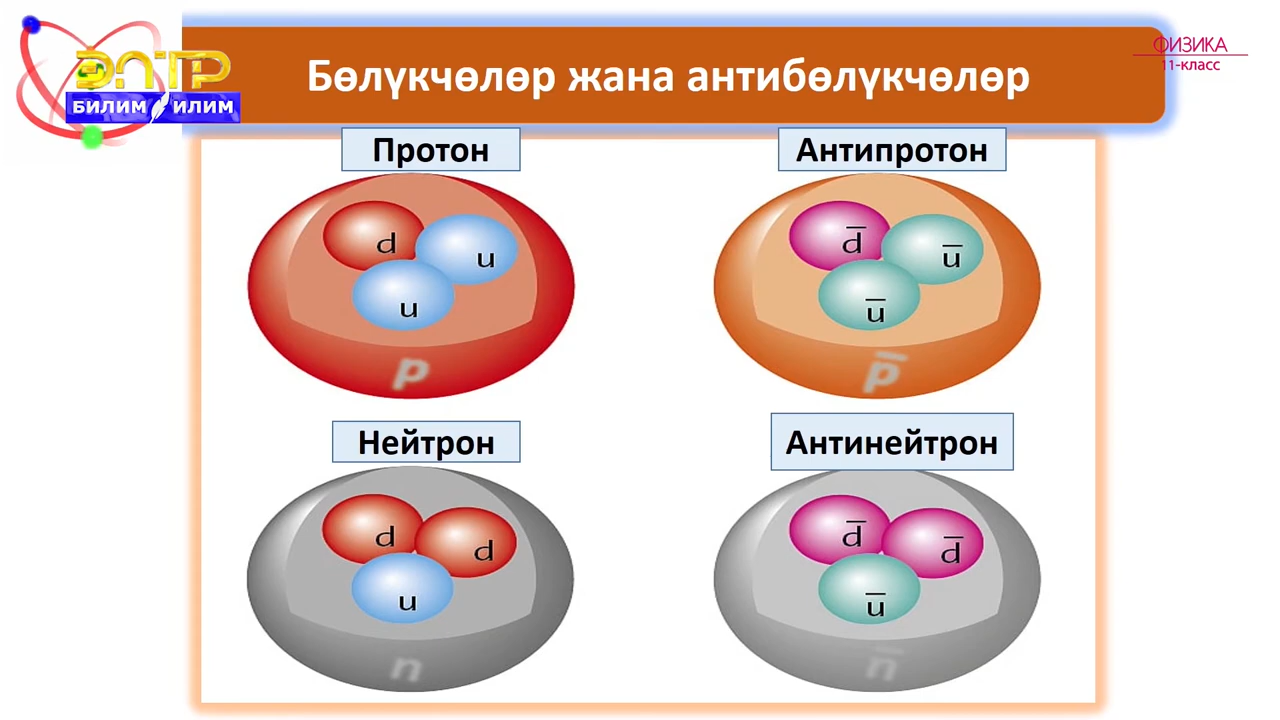 ЭЛТР
БИЛИМ ИЛИМ
Бөлүкчөлөр жана антибөлүкчөлөр
ФИЗИКА
11-класс
Протон
d
u
u
p
Антипротон
d̅
u̅
u̅
p̅
Нейтрон
d
d
u
n
Антинейтрон
d̅
d̅
u̅
n̅